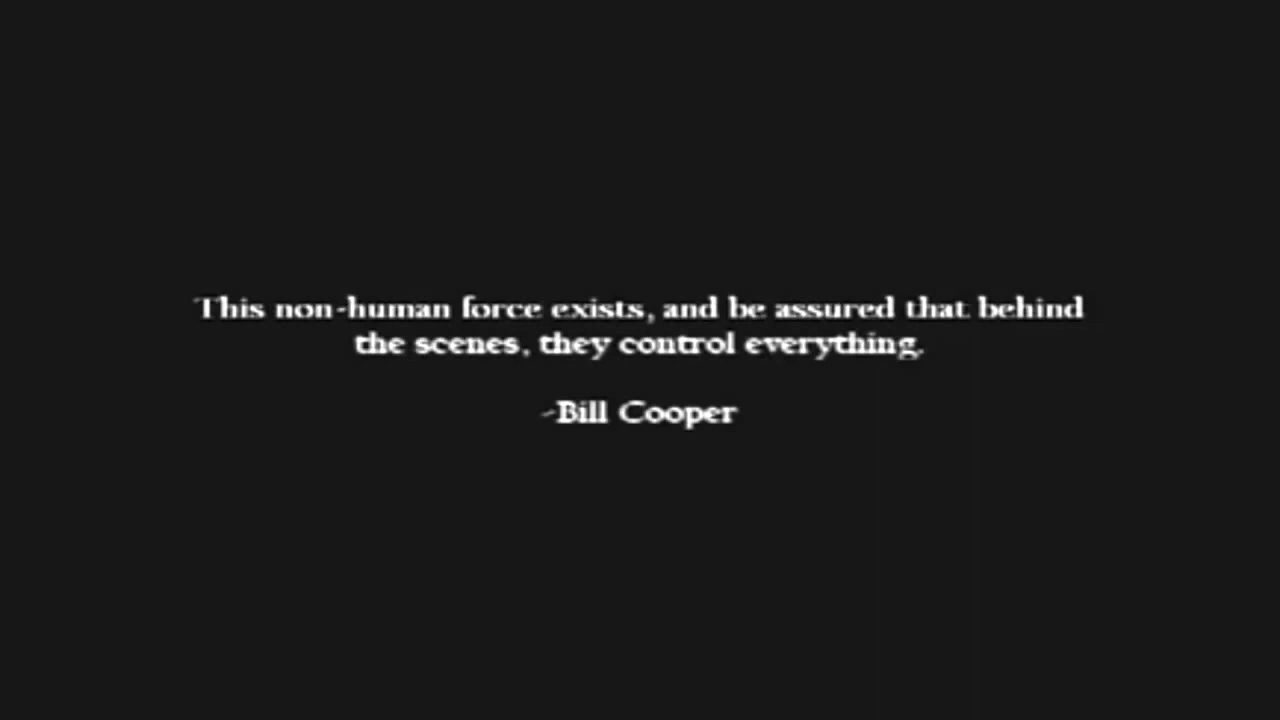 This non-human force exists, and be assured that behind
the scenes, they control everything.
-Bill Cooper